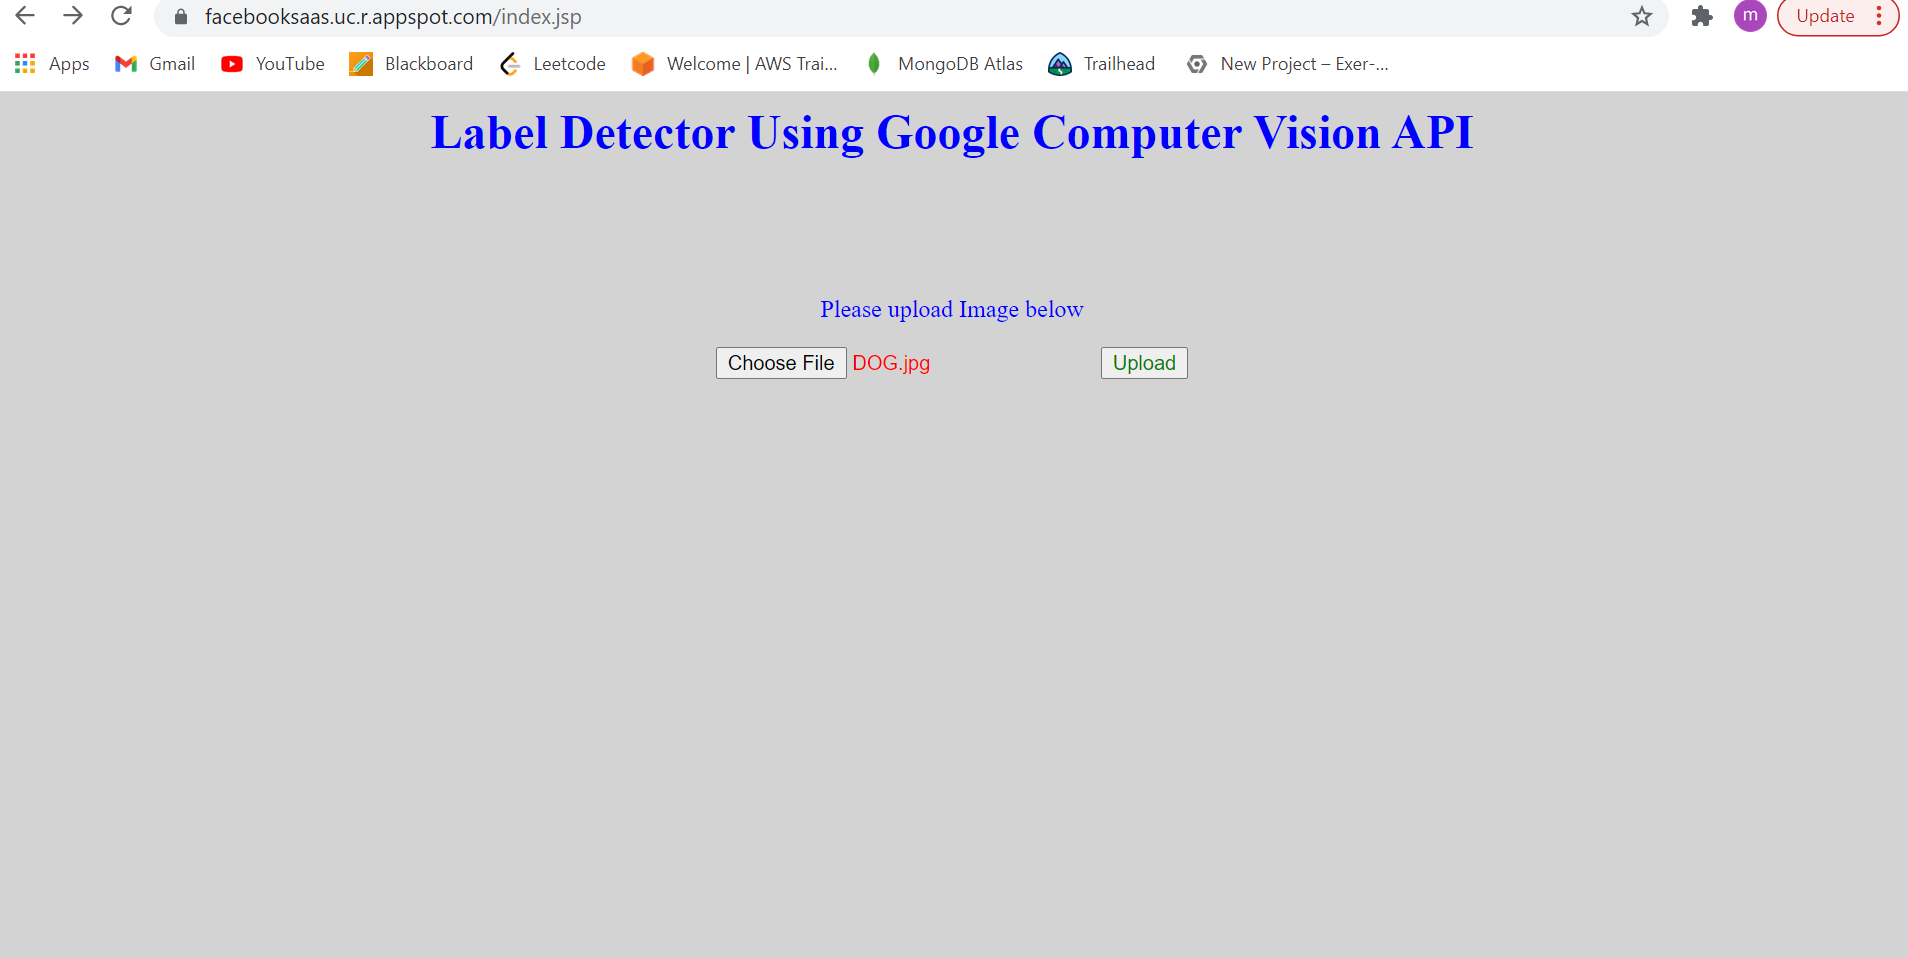 facebooksaas.uc.r.appspot.com/index.jsp
m
Update
Apps
Gmail
YouTube
Blackboard
Leetcode
Welcome | AWS Trai...
MongoDB Atlas
Trailhead
New Project – Exer-...
Label Detector Using Google Computer Vision API
Please upload Image below
Choose File DOG.jpg
Upload